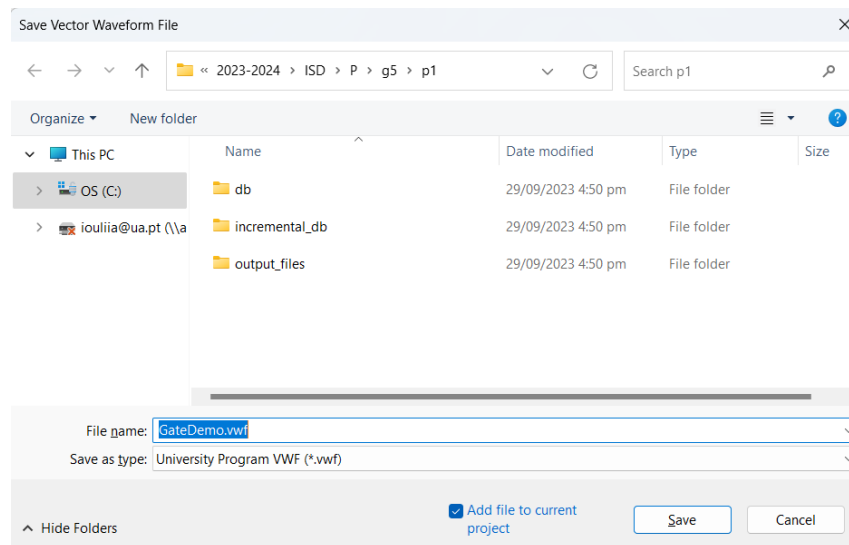 Save Vector Waveform File
« 2023-2024 > ISD > P > g5 > p1
Search p1
Organize
New folder
This PC
Name
Date modified
Type
Size
OS (C:)
db
29/09/2023 4:50 pm
File folder
iouliia@ua.pt (\\a
incremental_db
29/09/2023 4:50 pm
File folder
output_files
29/09/2023 4:50 pm
File folder
File name: GateDemo.vwf
Save as type: University Program VWF (*.vwf)
Add file to current
project
Save
Cancel
Hide Folders